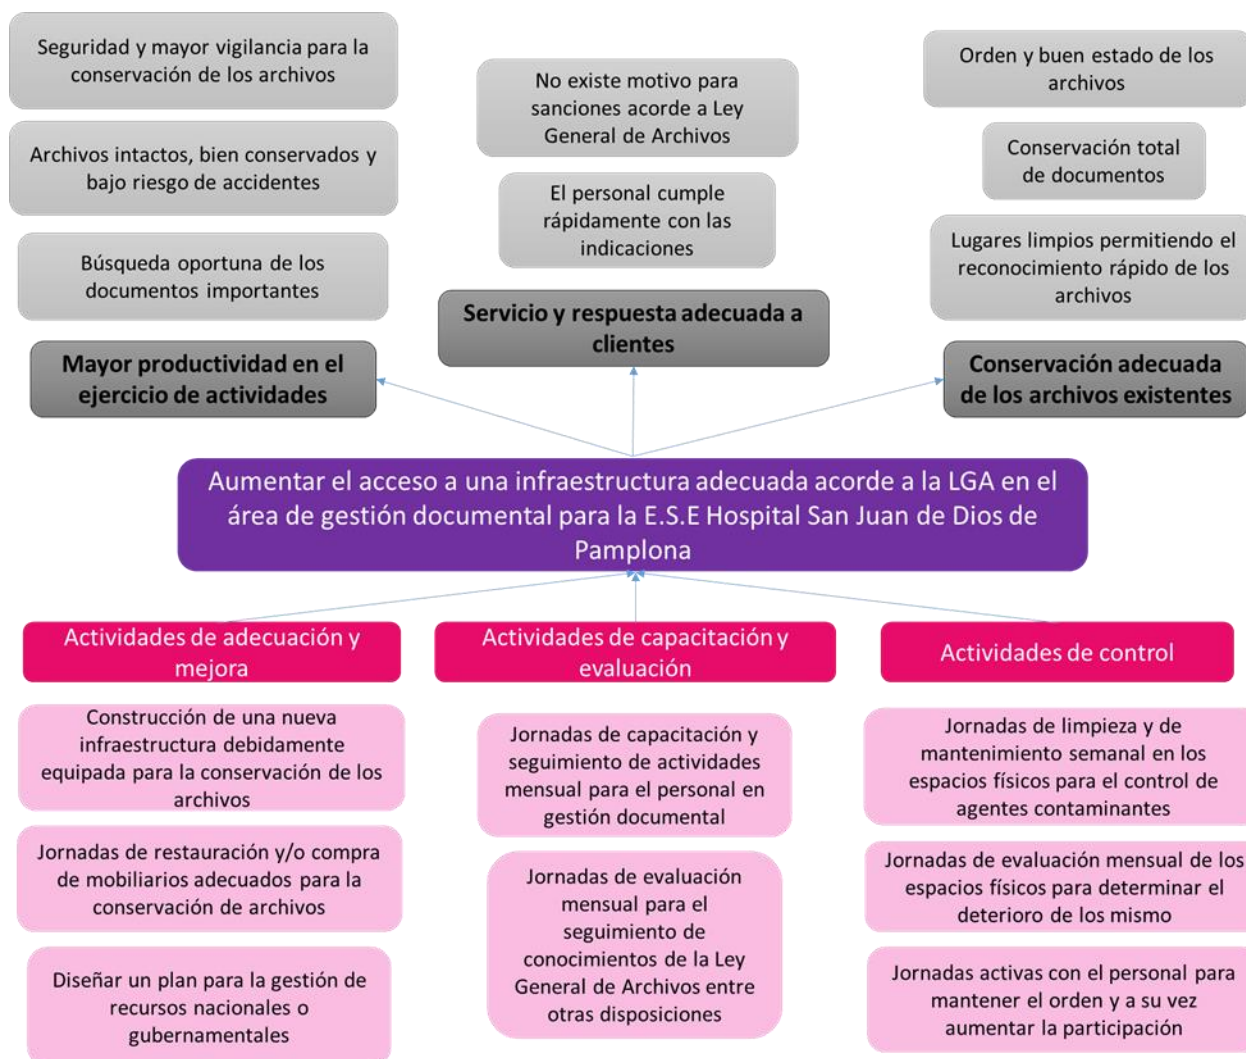 Seguridad y mayor vigilancia para la
conservación de los archivos
Archivos intactos, bien conservados y
bajo riesgo de accidentes
Búsqueda oportuna de los
documentos importantes
Mayor productividad en el
ejercicio de actividades
No existe motivo para
sanciones acorde a Ley
General de Archivos
El personal cumple
rápidamente con las
indicaciones
Servicio y respuesta adecuada a
clientes
Orden y buen estado de los
archivos
Conservación total
de documentos
Lugares limpios permitiendo el
reconocimiento rápido de los
archivos
Conservación adecuada
de los archivos existentes
Aumentar el acceso a una infraestructura adecuada acorde a la LGA en el
área de gestión documental para la E.S.E Hospital San Juan de Dios de
Pamplona
Actividades de adecuación y
mejora
Construcción de una nueva
infraestructura debidamente
equipada para la conservación de los
archivos
Jornadas de restauración y/o compra
de mobiliarios adecuados para la
conservación de archivos
Diseñar un plan para la gestión de
recursos nacionales o
gubernamentales
Actividades de capacitación y
evaluación
Jornadas de capacitación y
seguimiento de actividades
mensual para el personal en
gestión documental
Jornadas de evaluación
mensual para el
seguimiento de
conocimientos de la Ley
General de Archivos entre
otras disposiciones
Actividades de control
Jornadas de limpieza y de
mantenimiento semanal en los
espacios físicos para el control de
agentes contaminantes
Jornadas de evaluación mensual de los
espacios físicos para determinar el
deterioro de los mismo
Jornadas activas con el personal para
mantener el orden y a su vez
aumentar la participación